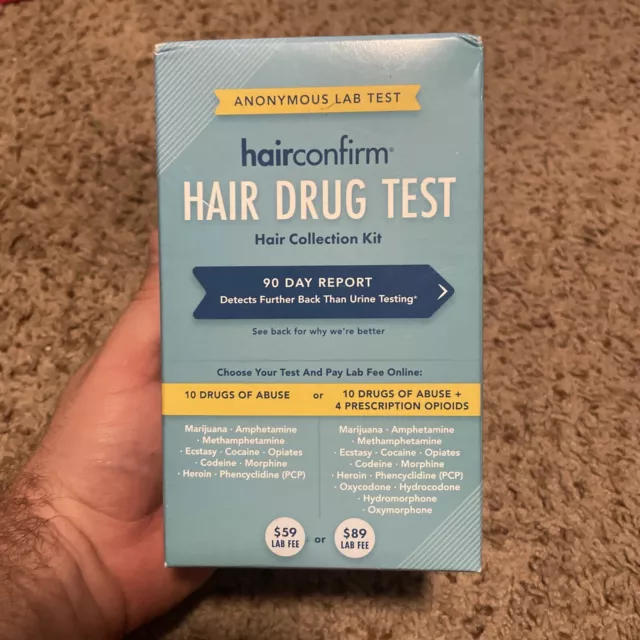 ANONYMOUS LAB TEST
hairconfirm®
HAIR DRUG TEST
Hair Collection Kit
90 DAY REPORT
Detects Further Back Than Urine Testing*
See back for why we're better
Choose Your Test And Pay Lab Fee Online:
10 DRUGS OF ABUSE
or
10 DRUGS OF ABUSE +
4 PRESCRIPTION OPIOIDS
Marijuana · Amphetamine
· Methamphetamine
· Ecstasy · Cocaine · Opiates
· Codeine · Morphine
· Heroin · Phencyclidine (PCP)
Marijuana · Amphetamine
· Methamphetamine
· Ecstasy · Cocaine · Opiates
· Codeine · Morphine
· Heroin · Phencyclidine (PCP)
· Oxycodone · Hydrocodone
· Hydromorphone
· Oxymorphone
$59
LAB FEE
or
$89
LAB FEE